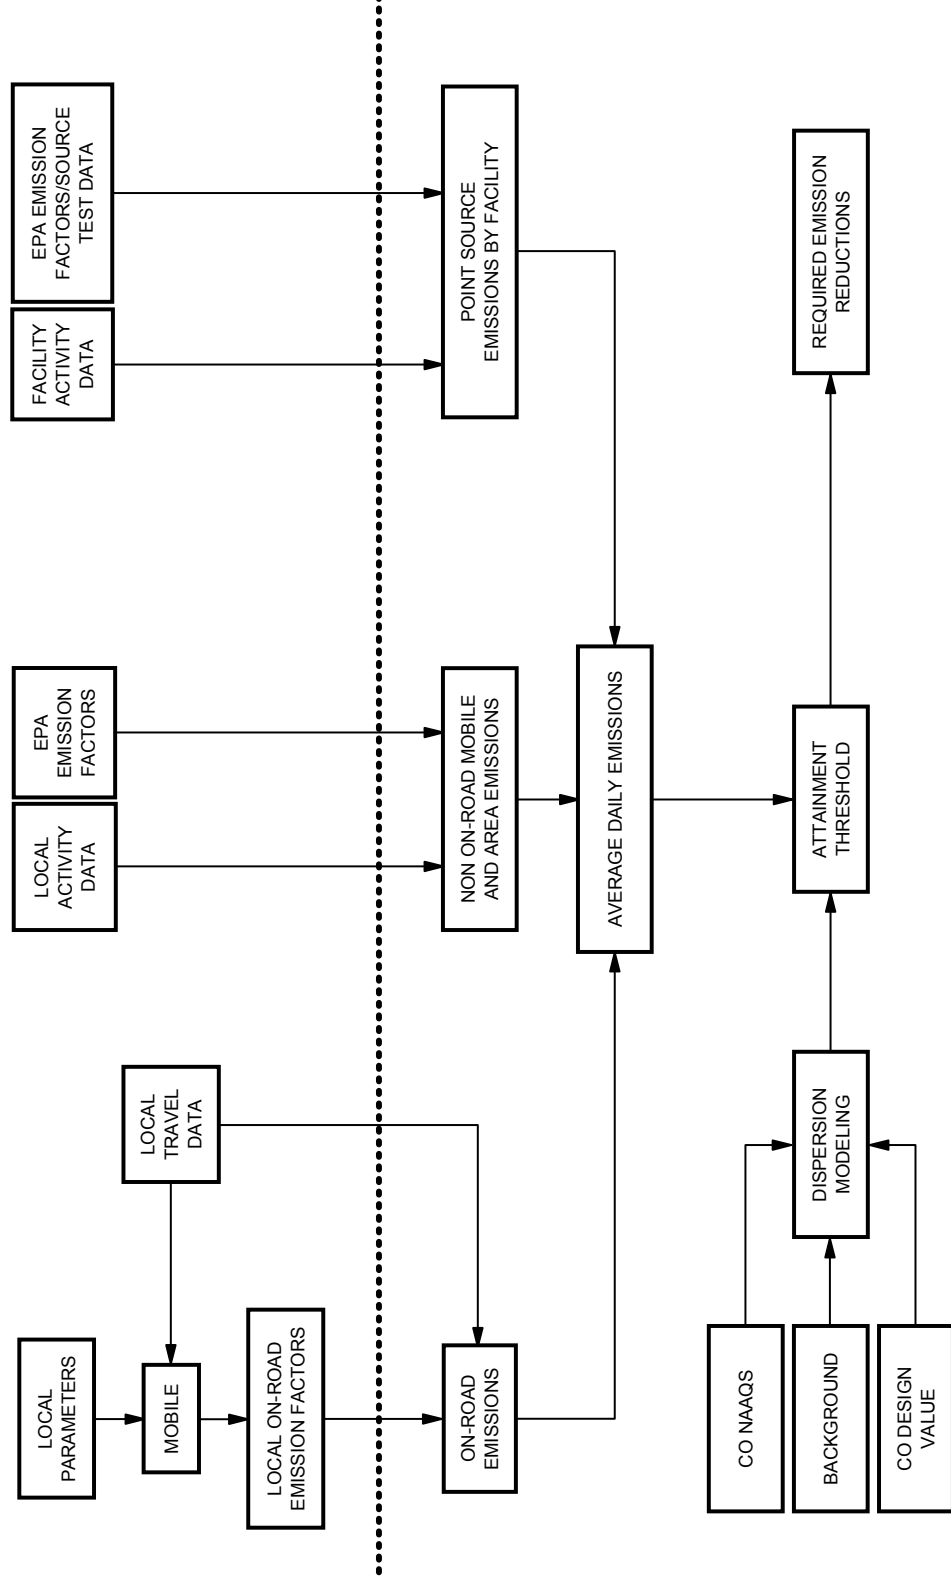 LOCAL
PARAMETERS
MOBILE
LOCAL
TRAVEL
DATA
LOCAL ON-ROAD
EMISSION FACTORS
LOCAL
ACTIVITY
DATA
EPA
EMISSION
FACTORS
FACILITY
ACTIVITY
DATA
EPA EMISSION
FACTORS/SOURCE
TEST DATA
ON-ROAD
EMISSIONS
NON ON-ROAD MOBILE
AND AREA EMISSIONS
POINT SOURCE
EMISSIONS BY FACILITY
AVERAGE DAILY EMISSIONS
CO NAAQS
BACKGROUND
CO DESIGN
VALUE
DISPERSION
MODELING
ATTAINMENT
THRESHOLD
REQUIRED EMISSION
REDUCTIONS